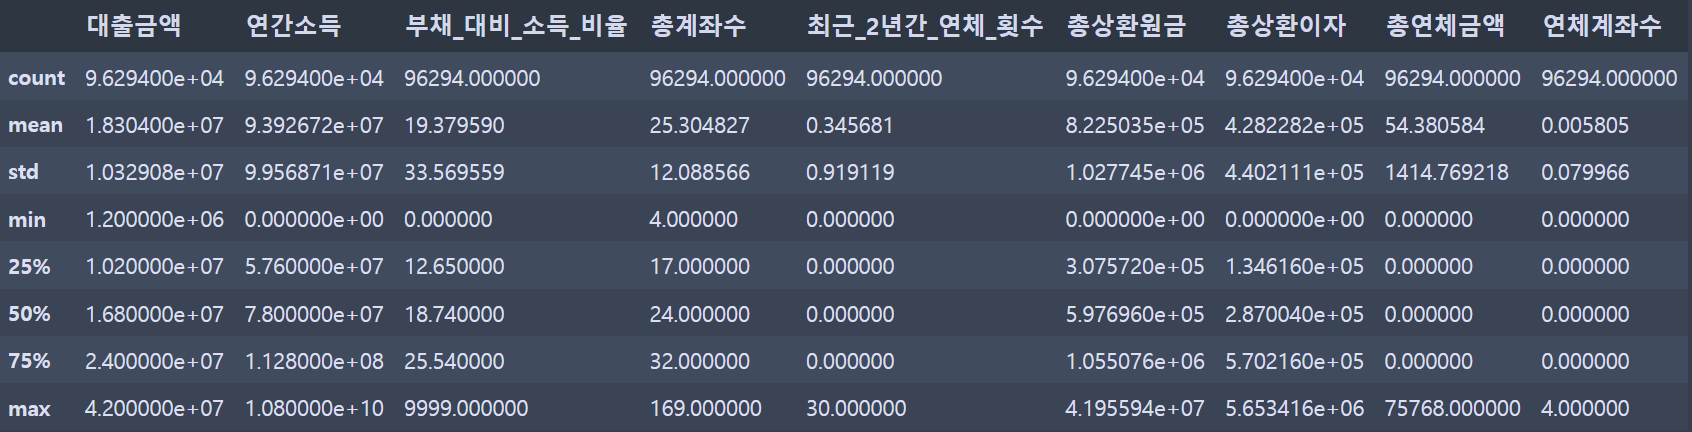 대출금액 연간소득 부채_대비_소득_비율 총계좌수 최근_2년간_연체_횟수 총상환원금 총상환이자 총연체금액 연체계좌수
count 9.629400e+04 9.629400e+04 96294.000000 96294.000000 96294.000000 9.629400e+04 9.629400e+04 96294.000000 96294.000000
mean 1.830400e+07 9.392672e+07 19.379590 25.304827 0.345681 8.225035e+05 4.282282e+05 54.380584 0.005805
std 1.032908e+07 9.956871e+07 33.569559 12.088566 0.919119 1.027745e+06 4.402111e+05 1414.769218 0.079966
min 1.200000e+06 0.000000e+00 0.000000 4.000000 0.000000 0.000000e+00 0.000000e+00 0.000000 0.000000
25% 1.020000e+07 5.760000e+07 12.650000 17.000000 0.000000 3.075720e+05 1.346160e+05 0.000000 0.000000
50% 1.680000e+07 7.800000e+07 18.740000 24.000000 0.000000 5.976960e+05 2.870040e+05 0.000000 0.000000
75% 2.400000e+07 1.128000e+08 25.540000 32.000000 0.000000 1.055076e+06 5.702160e+05 0.000000 0.000000
max 4.200000e+07 1.080000e+10 9999.000000 169.000000 30.000000 4.195594e+07 5.653416e+06 75768.000000 4.000000